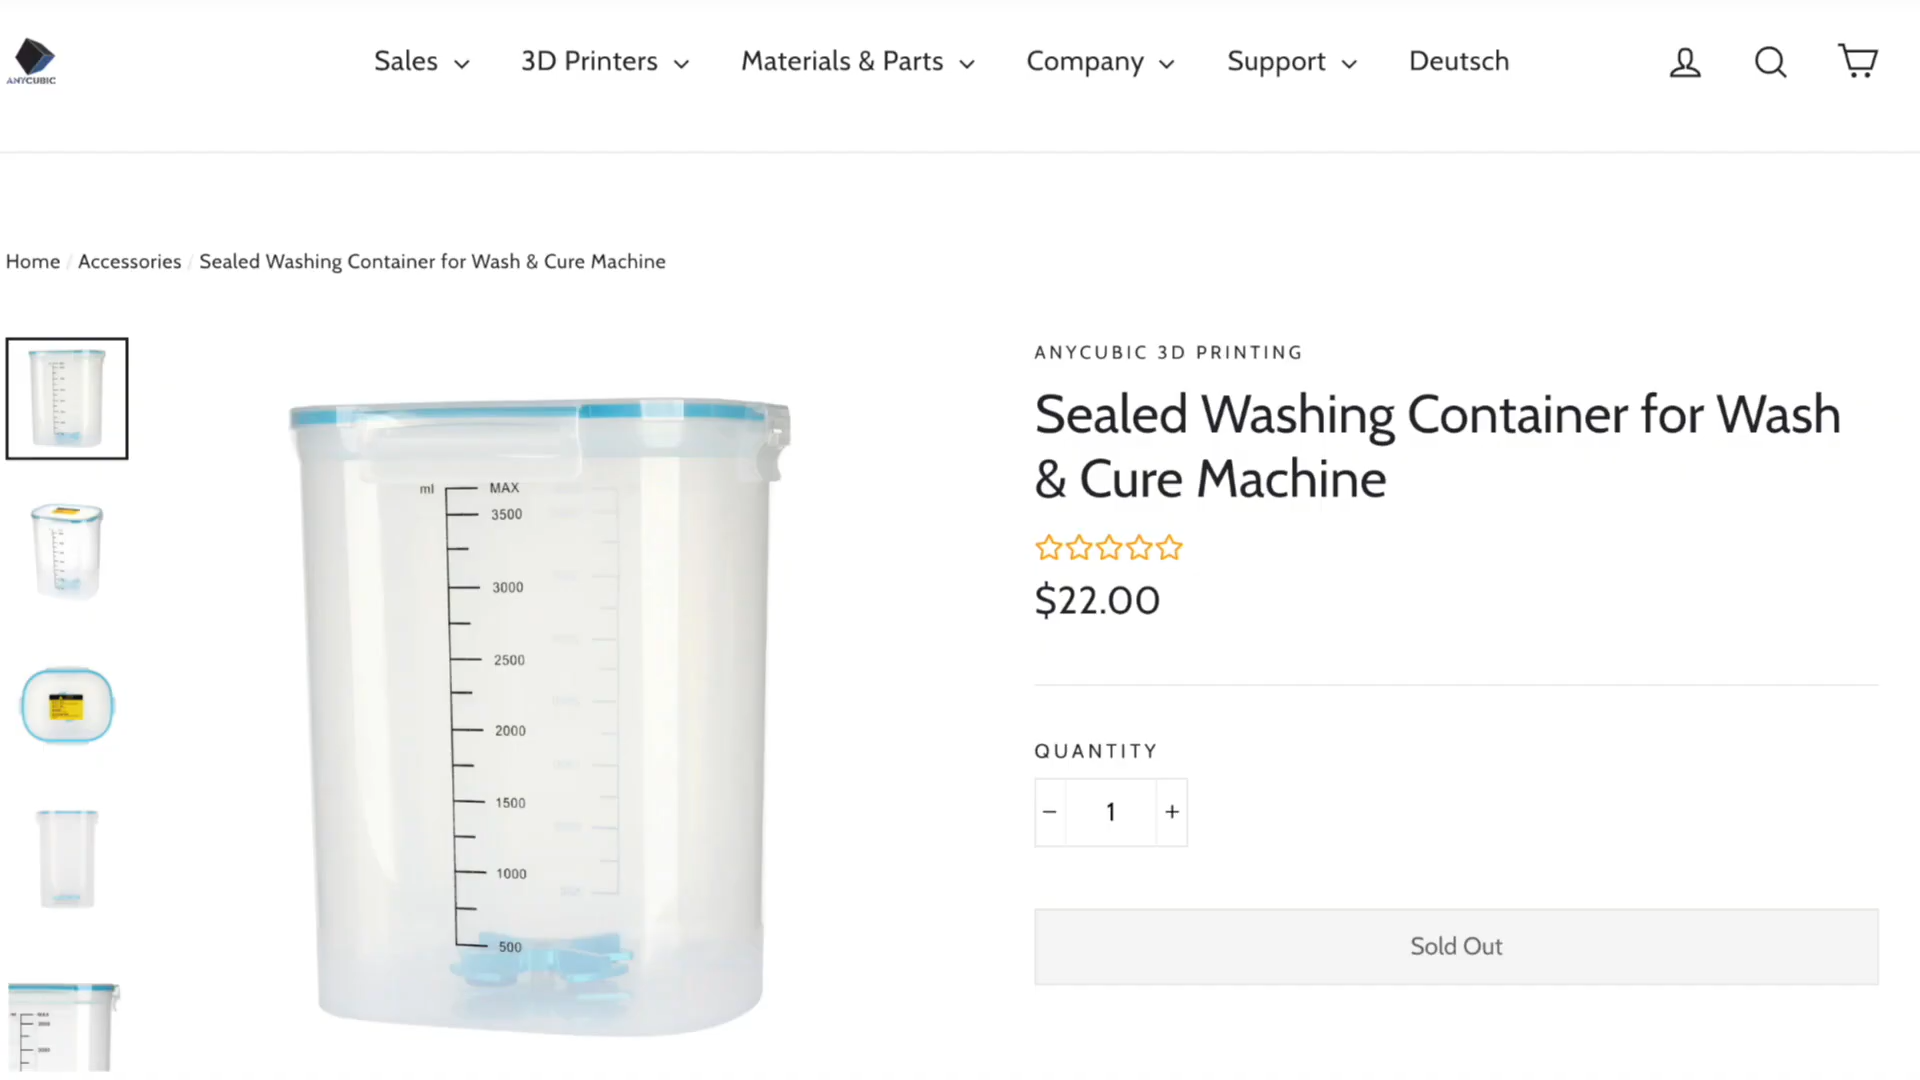 ANYCUBIC
Sales
3D Printers
Materials & Parts
Company
Support
Deutsch
Home / Accessories / Sealed Washing Container for Wash & Cure Machine
ANYCUBIC 3D PRINTING
Sealed Washing Container for Wash
& Cure Machine
$22.00
QUANTITY
− 1 +
Sold Out
ml MAX
3500
3000
2500
2000
1500
1000
500